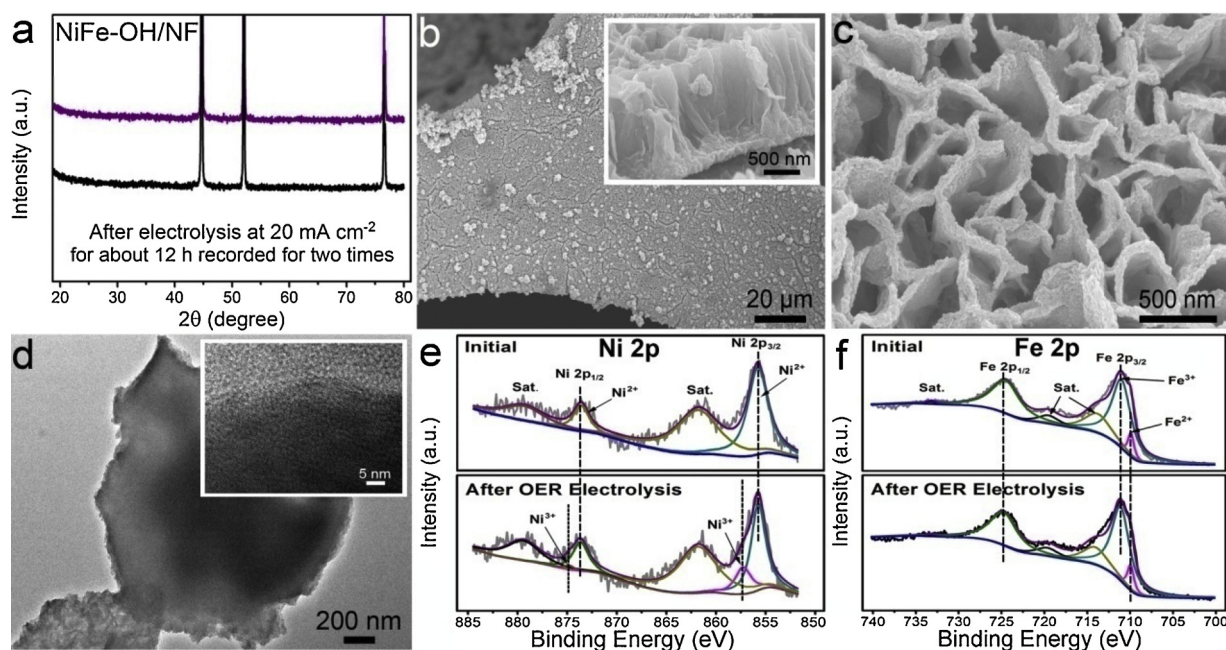 a
NiFe-OH/NF
Intensity (a.u.)
After electrolysis at 20 mA cm⁻²
for about 12 h recorded for two times
20 30 40 50 60 70 80
2θ (degree)
b
500 nm
20 µm
c
500 nm
d
5 nm
200 nm
e
Initial
Ni 2p
Ni 2p3/2
Ni 2p1/2
Sat.
Ni2+
Sat.
Ni2+
Intensity (a.u.)
After OER Electrolysis
Ni3+
Ni3+
885 880 875 870 865 860 855 850
Binding Energy (eV)
f
Initial
Fe 2p
Fe 2p3/2
Fe 2p1/2
Sat.
Sat.
Fe3+
Fe2+
Intensity (a.u.)
After OER Electrolysis
740 735 730 725 720 715 710 705 700
Binding Energy (eV)